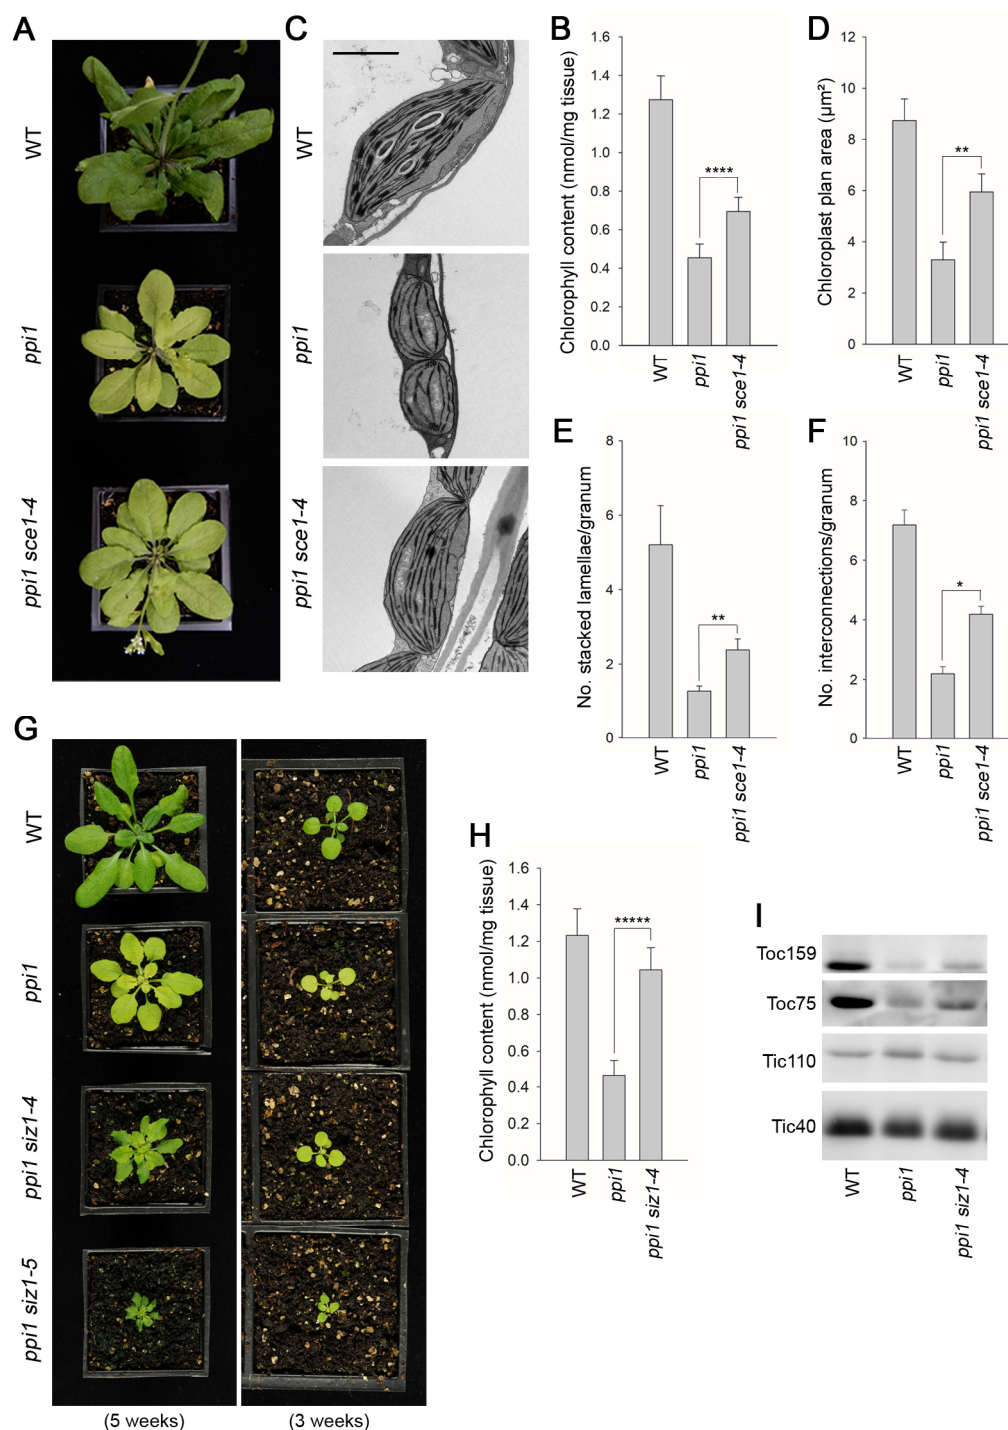 A
WT
ppi1
ppi1 sce1-4
C
WT
ppi1
ppi1 sce1-4
B
Chlorophyll content (nmol/mg tissue)
1.6
1.4
1.2
1.0
0.8
0.6
0.4
0.2
0.0
****
WT
ppi1
ppi1 sce1-4
D
Chloroplast plan area (µm²)
12
10
8
6
4
2
0
**
WT
ppi1
ppi1 sce1-4
E
No. stacked lamellae/granum
8
6
4
2
0
**
WT
ppi1
ppi1 sce1-4
F
No. interconnections/granum
10
8
6
4
2
0
*
WT
ppi1
ppi1 sce1-4
G
WT
ppi1
ppi1 siz1-4
ppi1 siz1-5
(5 weeks)
(3 weeks)
H
Chlorophyll content (nmol/mg tissue)
1.6
1.4
1.2
1.0
0.8
0.6
0.4
0.2
0.0
*****
WT
ppi1
ppi1 siz1-4
I
Toc159
Toc75
Tic110
Tic40
WT
ppi1
ppi1 siz1-4